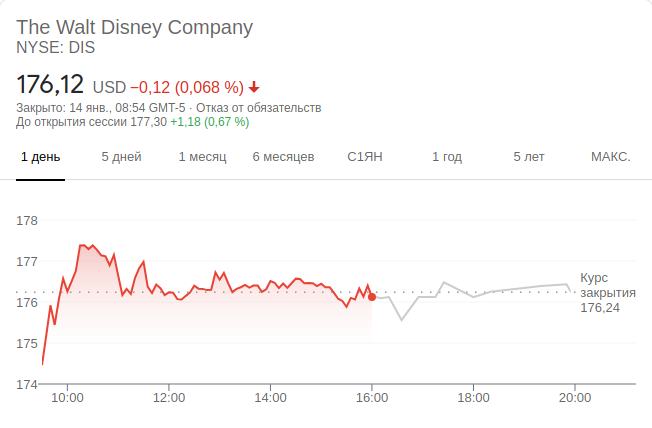 The Walt Disney Company
NYSE: DIS
176,12 USD −0,12 (0,068 %)
Закрыто: 14 янв., 08:54 GMT-5 · Отказ от обязательств
До открытия сессии 177,30 +1,18 (0,67 %)
1 день 5 дней 1 месяц 6 месяцев С1ЯН 1 год 5 лет МАКС.
178
177
176
175
174
Курс
закрытия
176,24
10:00 12:00 14:00 16:00 18:00 20:00